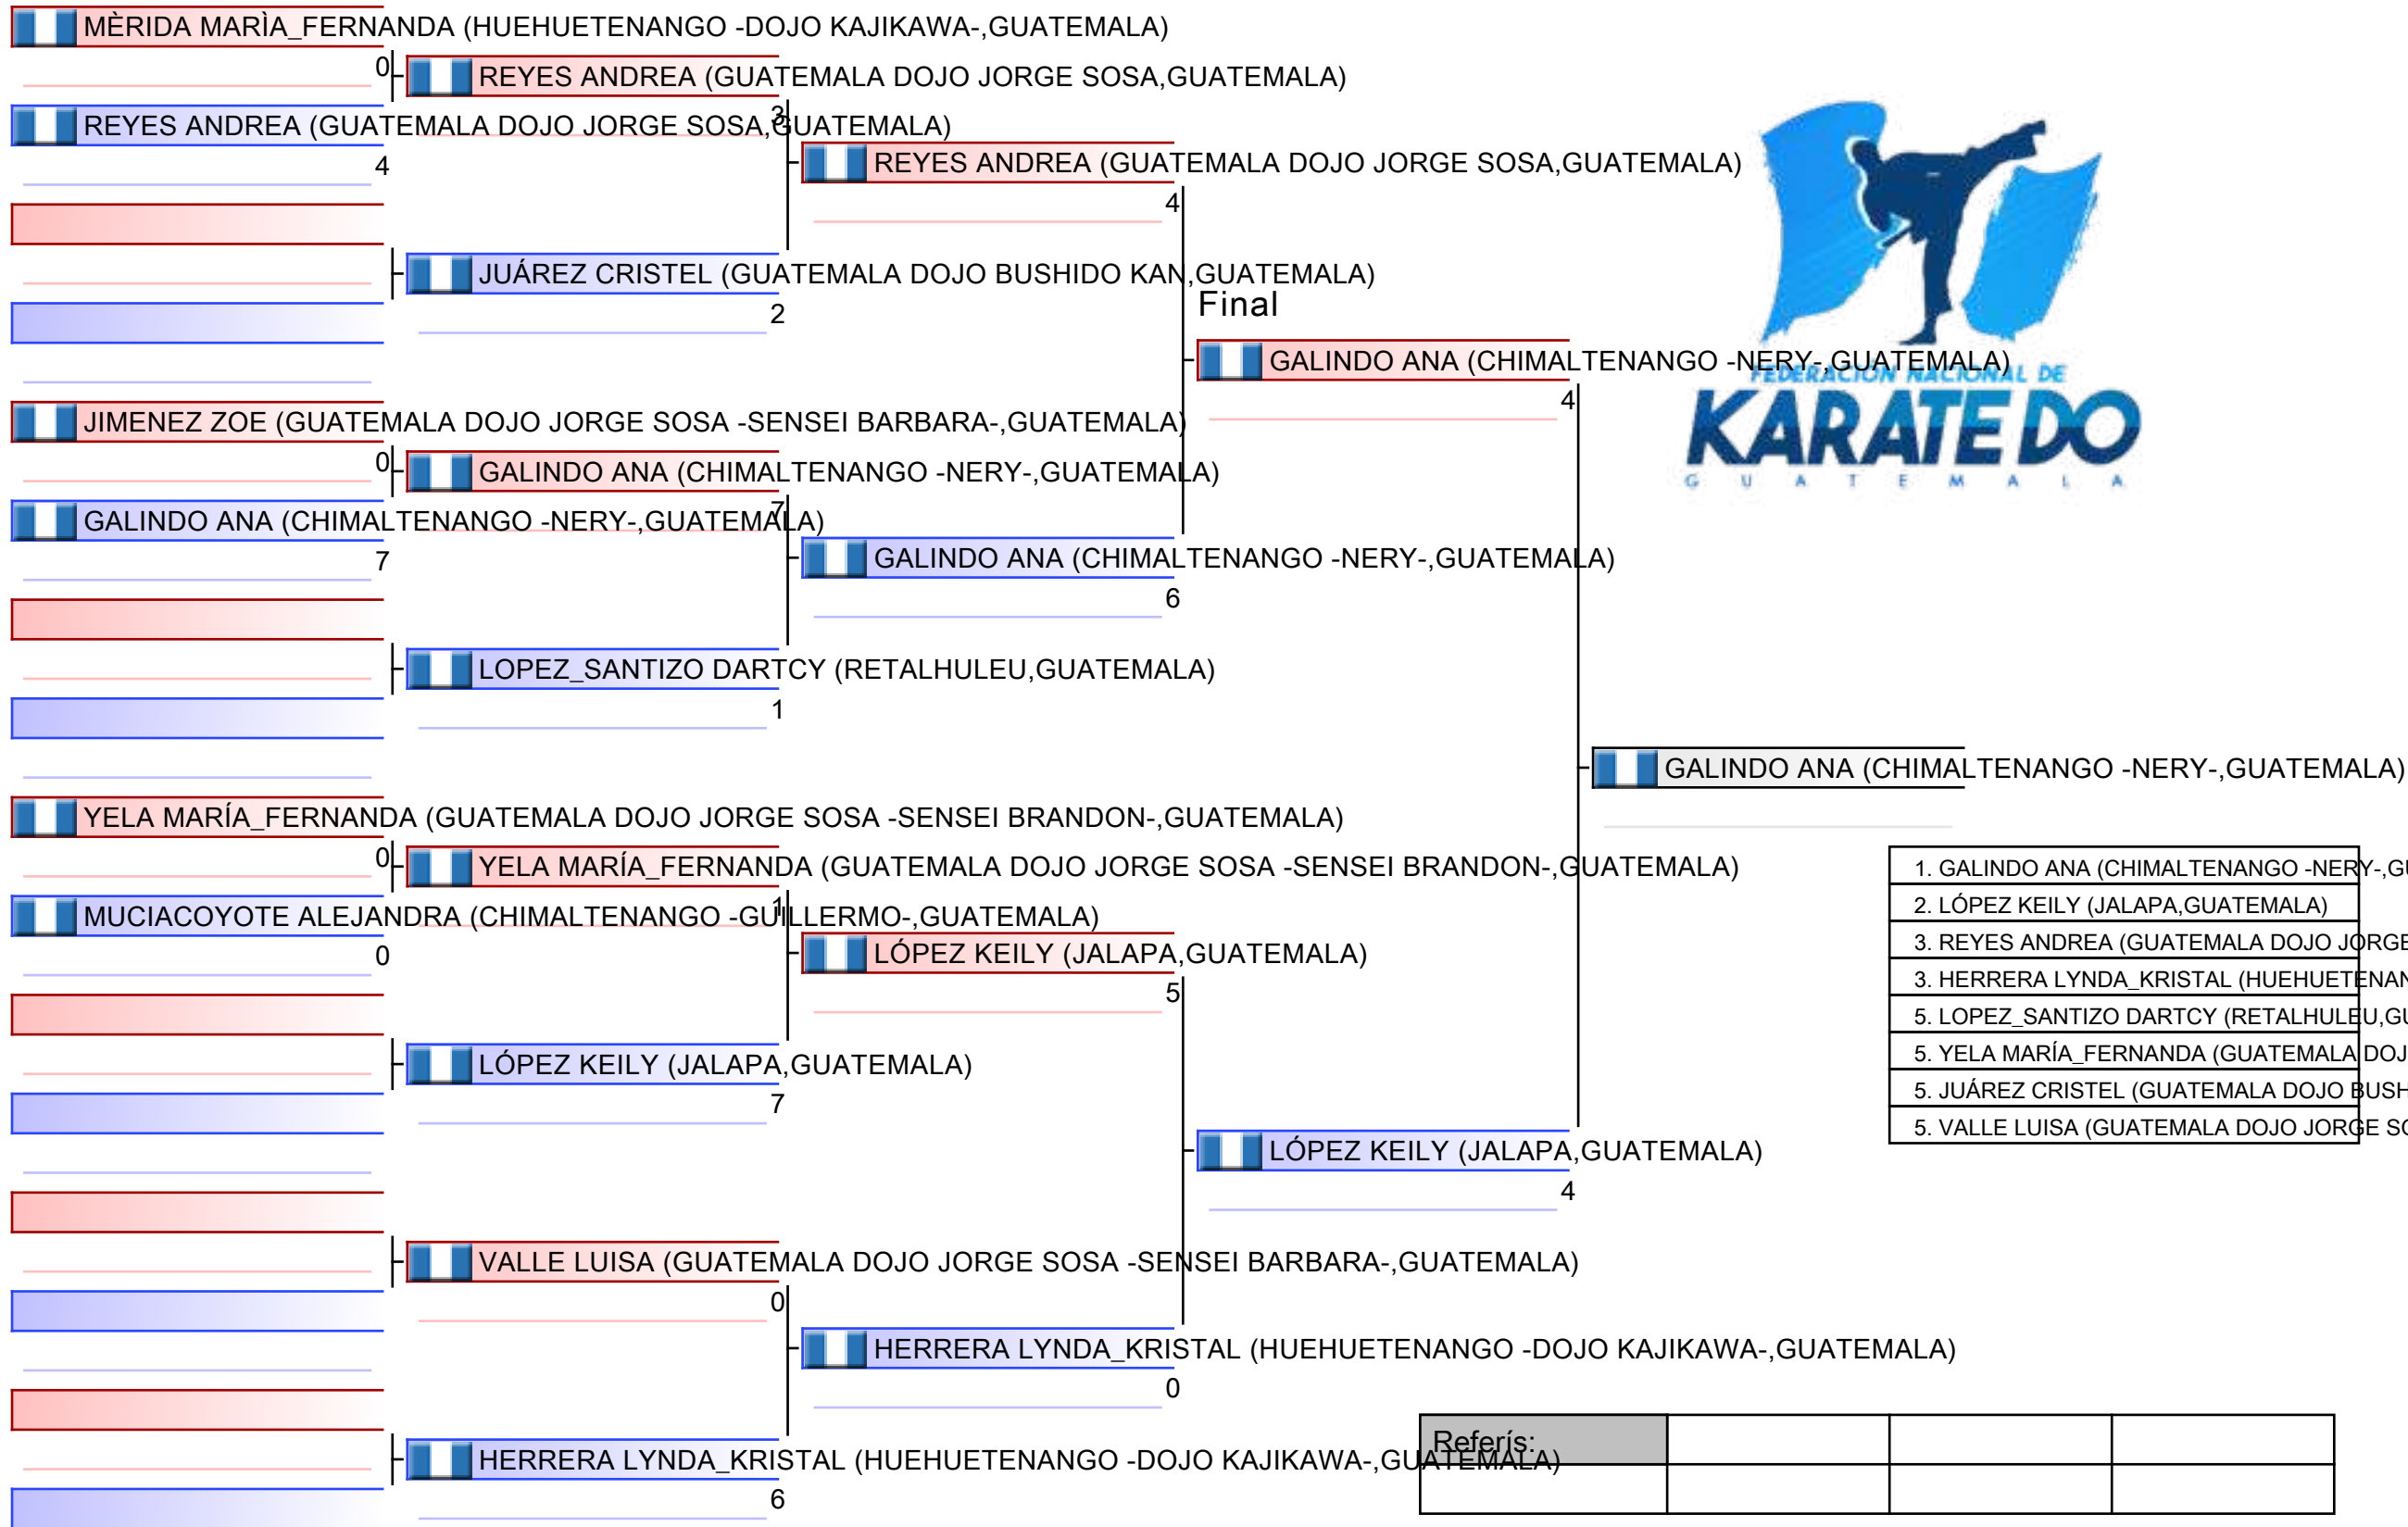 MÈRIDA MARÌA_FERNANDA (HUEHUETENANGO -DOJO KAJIKAWA-,GUATEMALA)
0
REYES ANDREA (GUATEMALA DOJO JORGE SOSA,GUATEMALA)
3
REYES ANDREA (GUATEMALA DOJO JORGE SOSA,GUATEMALA)
4
REYES ANDREA (GUATEMALA DOJO JORGE SOSA,GUATEMALA)
4
JUÁREZ CRISTEL (GUATEMALA DOJO BUSHIDO KAN,GUATEMALA)
2
Final
GALINDO ANA (CHIMALTENANGO -NERY-,GUATEMALA)
4
FEDERACIÓN NACIONAL DE
KARATE DO
GUATEMALA
JIMENEZ ZOE (GUATEMALA DOJO JORGE SOSA -SENSEI BARBARA-,GUATEMALA)
0
GALINDO ANA (CHIMALTENANGO -NERY-,GUATEMALA)
7
GALINDO ANA (CHIMALTENANGO -NERY-,GUATEMALA)
7
GALINDO ANA (CHIMALTENANGO -NERY-,GUATEMALA)
6
LOPEZ_SANTIZO DARTCY (RETALHULEU,GUATEMALA)
1
GALINDO ANA (CHIMALTENANGO -NERY-,GUATEMALA)
YELA MARÍA_FERNANDA (GUATEMALA DOJO JORGE SOSA -SENSEI BRANDON-,GUATEMALA)
0
YELA MARÍA_FERNANDA (GUATEMALA DOJO JORGE SOSA -SENSEI BRANDON-,GUATEMALA)
1
MUCIACOYOTE ALEJANDRA (CHIMALTENANGO -GUILLERMO-,GUATEMALA)
0
LÓPEZ KEILY (JALAPA,GUATEMALA)
5
LÓPEZ KEILY (JALAPA,GUATEMALA)
7
LÓPEZ KEILY (JALAPA,GUATEMALA)
4
1. GALINDO ANA (CHIMALTENANGO -NERY-,GU
2. LÓPEZ KEILY (JALAPA,GUATEMALA)
3. REYES ANDREA (GUATEMALA DOJO JORGE
3. HERRERA LYNDA_KRISTAL (HUEHUETENAN
5. LOPEZ_SANTIZO DARTCY (RETALHULEU,GU
5. YELA MARÍA_FERNANDA (GUATEMALA DOJ
5. JUÁREZ CRISTEL (GUATEMALA DOJO BUSH
5. VALLE LUISA (GUATEMALA DOJO JORGE SO
VALLE LUISA (GUATEMALA DOJO JORGE SOSA -SENSEI BARBARA-,GUATEMALA)
0
HERRERA LYNDA_KRISTAL (HUEHUETENANGO -DOJO KAJIKAWA-,GUATEMALA)
0
HERRERA LYNDA_KRISTAL (HUEHUETENANGO -DOJO KAJIKAWA-,GUATEMALA)
6
Referís: